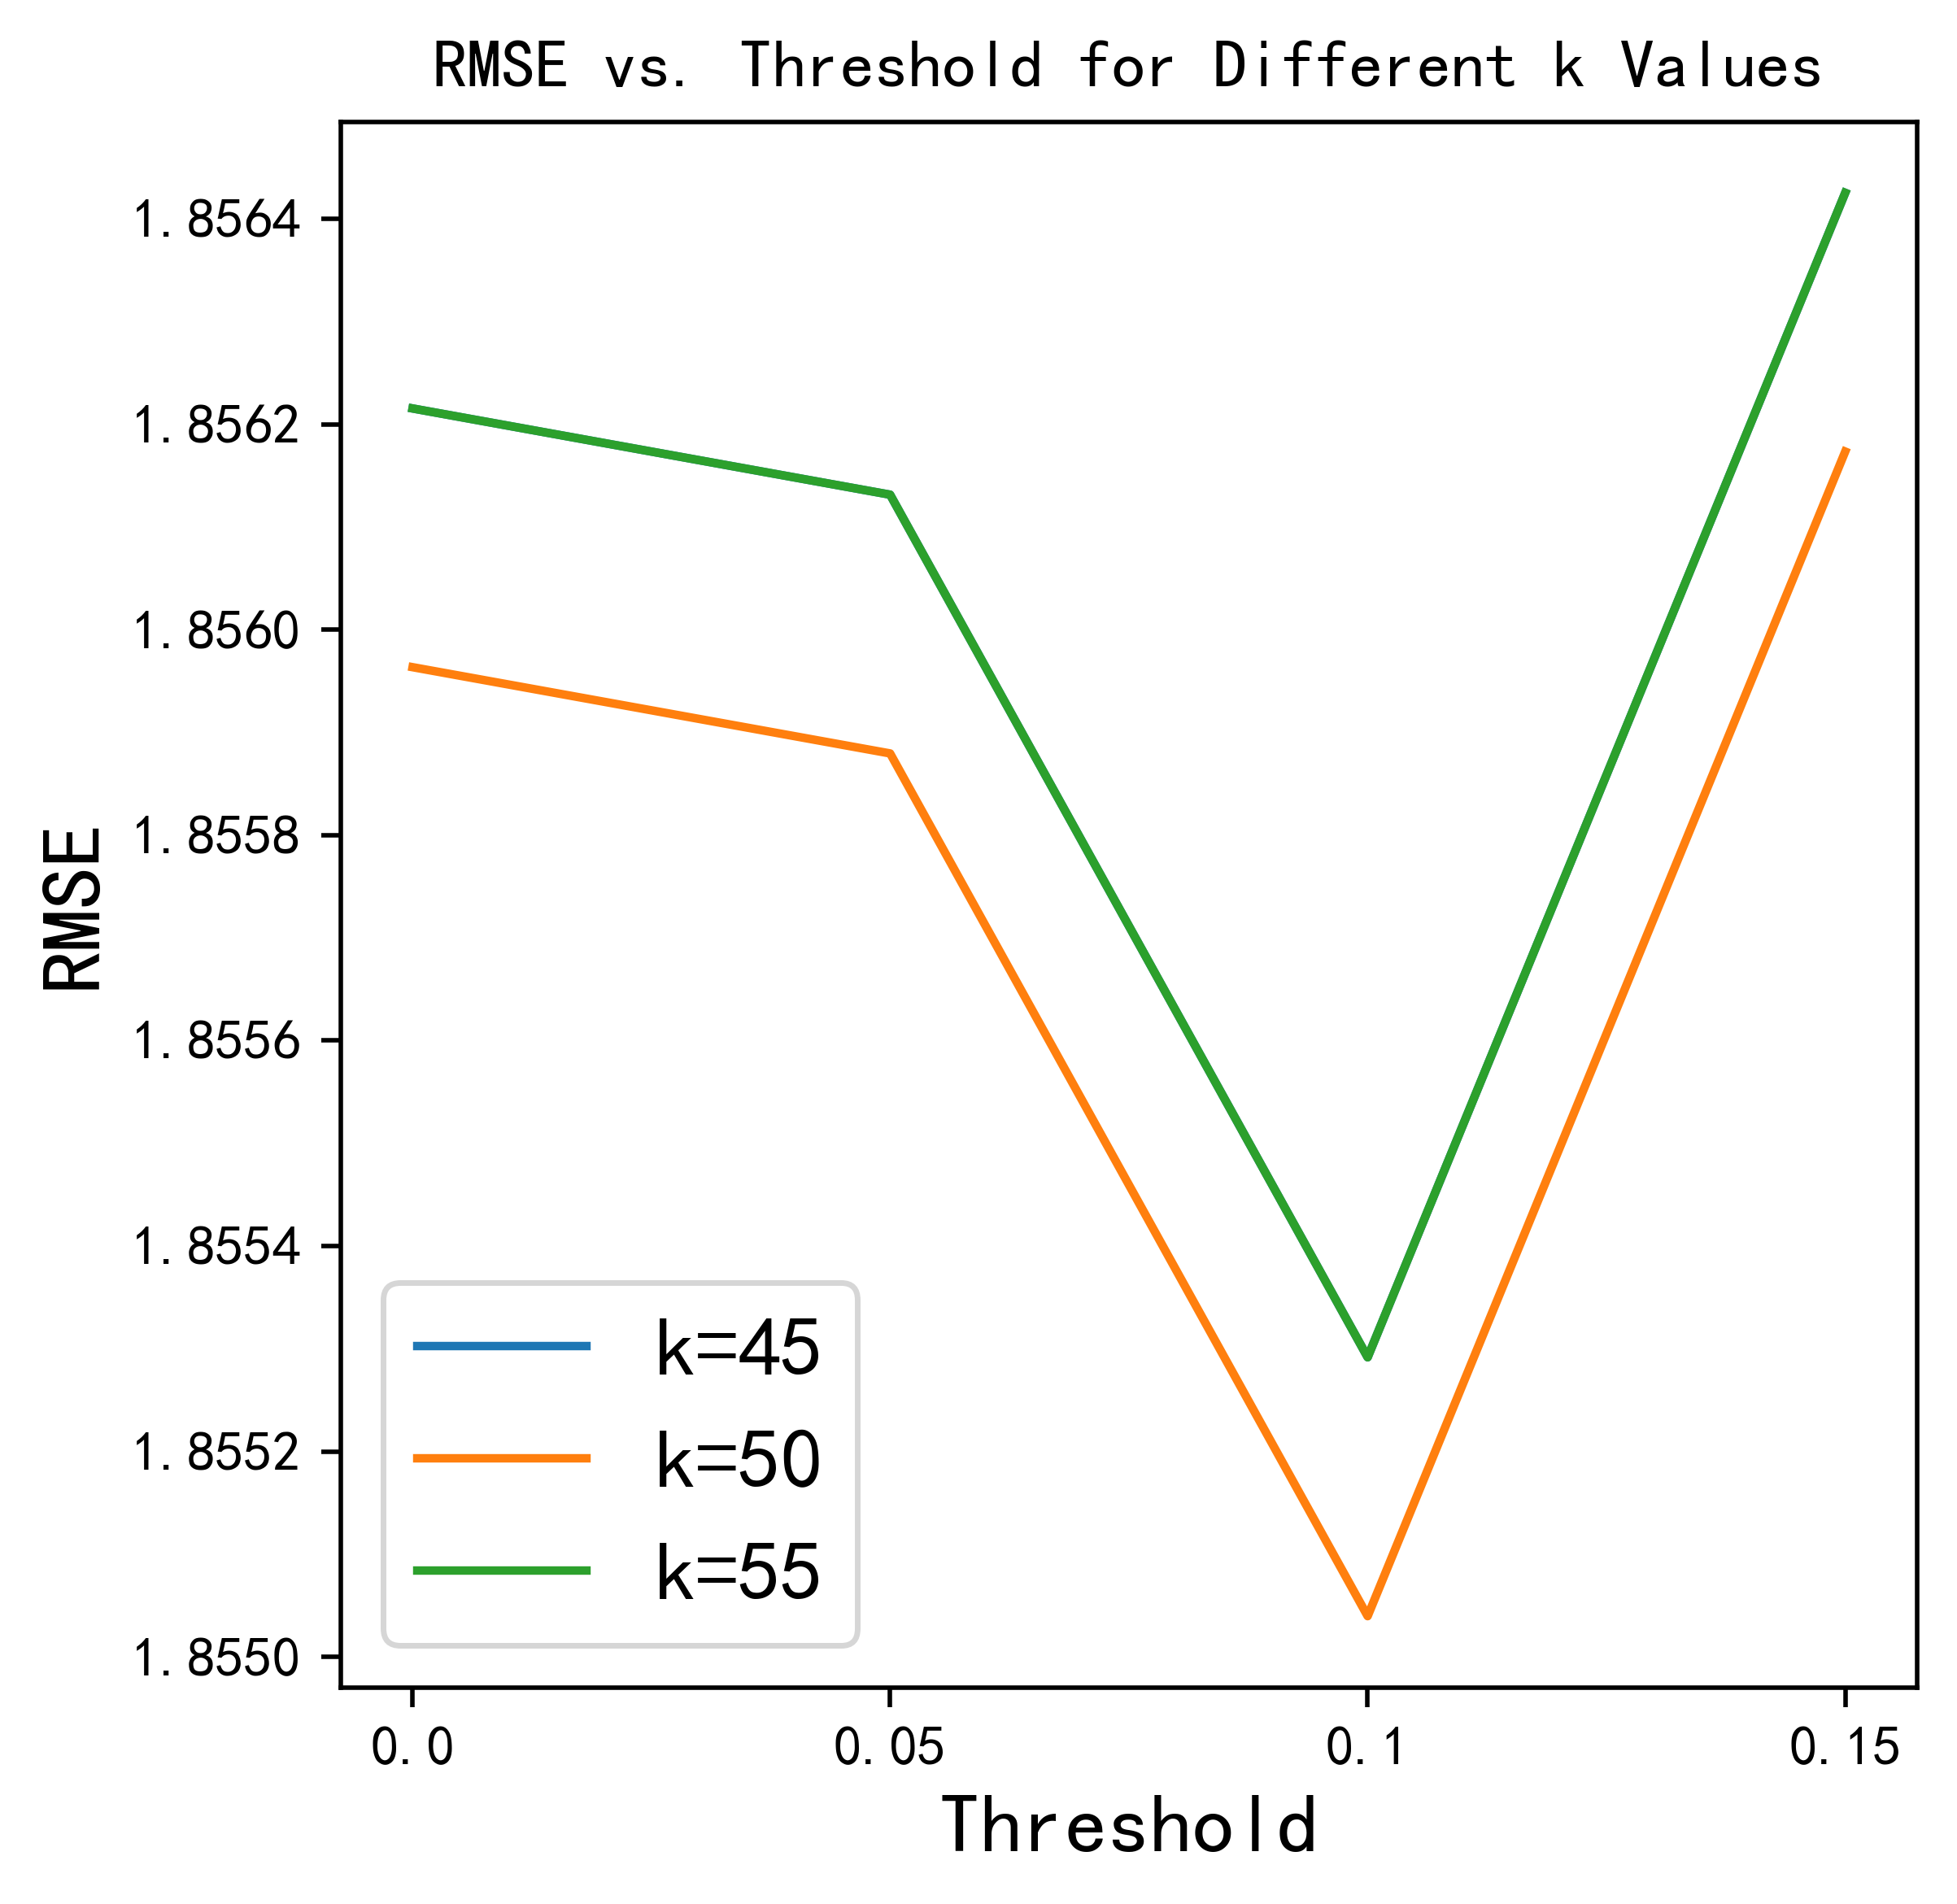 RMSE vs. Threshold for Different k Values
RMSE
1.8564
1.8562
1.8560
1.8558
1.8556
1.8554
1.8552
1.8550
k=45
k=50
k=55
0.0 0.05 0.1 0.15
Threshold